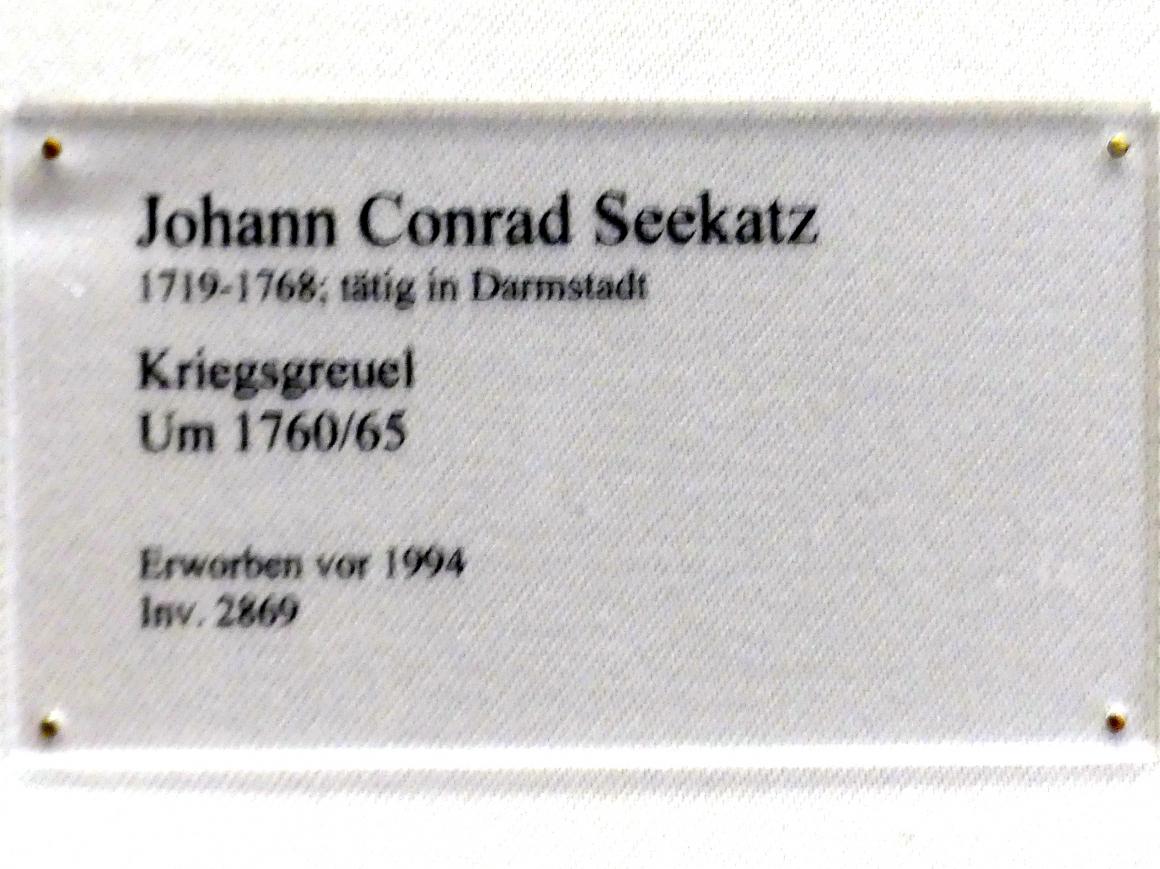 Johann Conrad Seekatz
1719-1768; tätig in Darmstadt
Kriegsgreuel
Um 1760/65
Erworben vor 1994
Inv. 2869